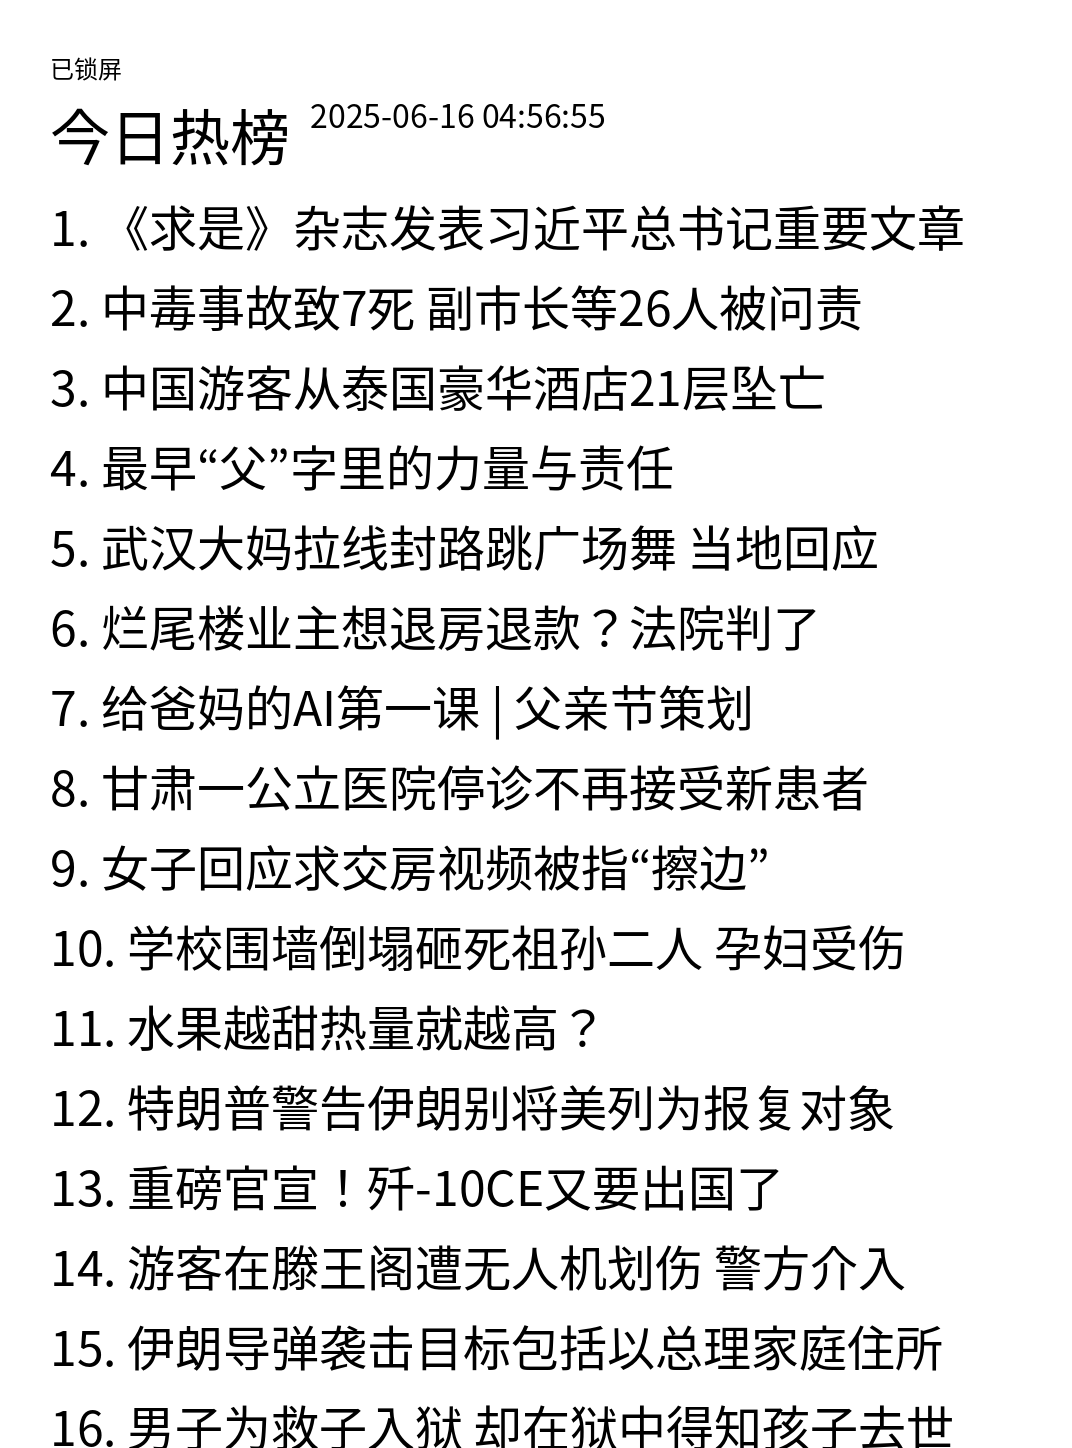 已锁屏
今日热榜 2025-06-16 04:56:55
1. 《求是》杂志发表习近平总书记重要文章
2. 中毒事故致7死 副市长等26人被问责
3. 中国游客从泰国豪华酒店21层坠亡
4. 最早“父”字里的力量与责任
5. 武汉大妈拉线封路跳广场舞 当地回应
6. 烂尾楼业主想退房退款？法院判了
7. 给爸妈的AI第一课 | 父亲节策划
8. 甘肃一公立医院停诊不再接受新患者
9. 女子回应求交房视频被指“擦边”
10. 学校围墙倒塌砸死祖孙二人 孕妇受伤
11. 水果越甜热量就越高？
12. 特朗普警告伊朗别将美列为报复对象
13. 重磅官宣！歼-10CE又要出国了
14. 游客在滕王阁遭无人机划伤 警方介入
15. 伊朗导弹袭击目标包括以总理家庭住所
16. 男子为救子入狱 却在狱中得知孩子去世